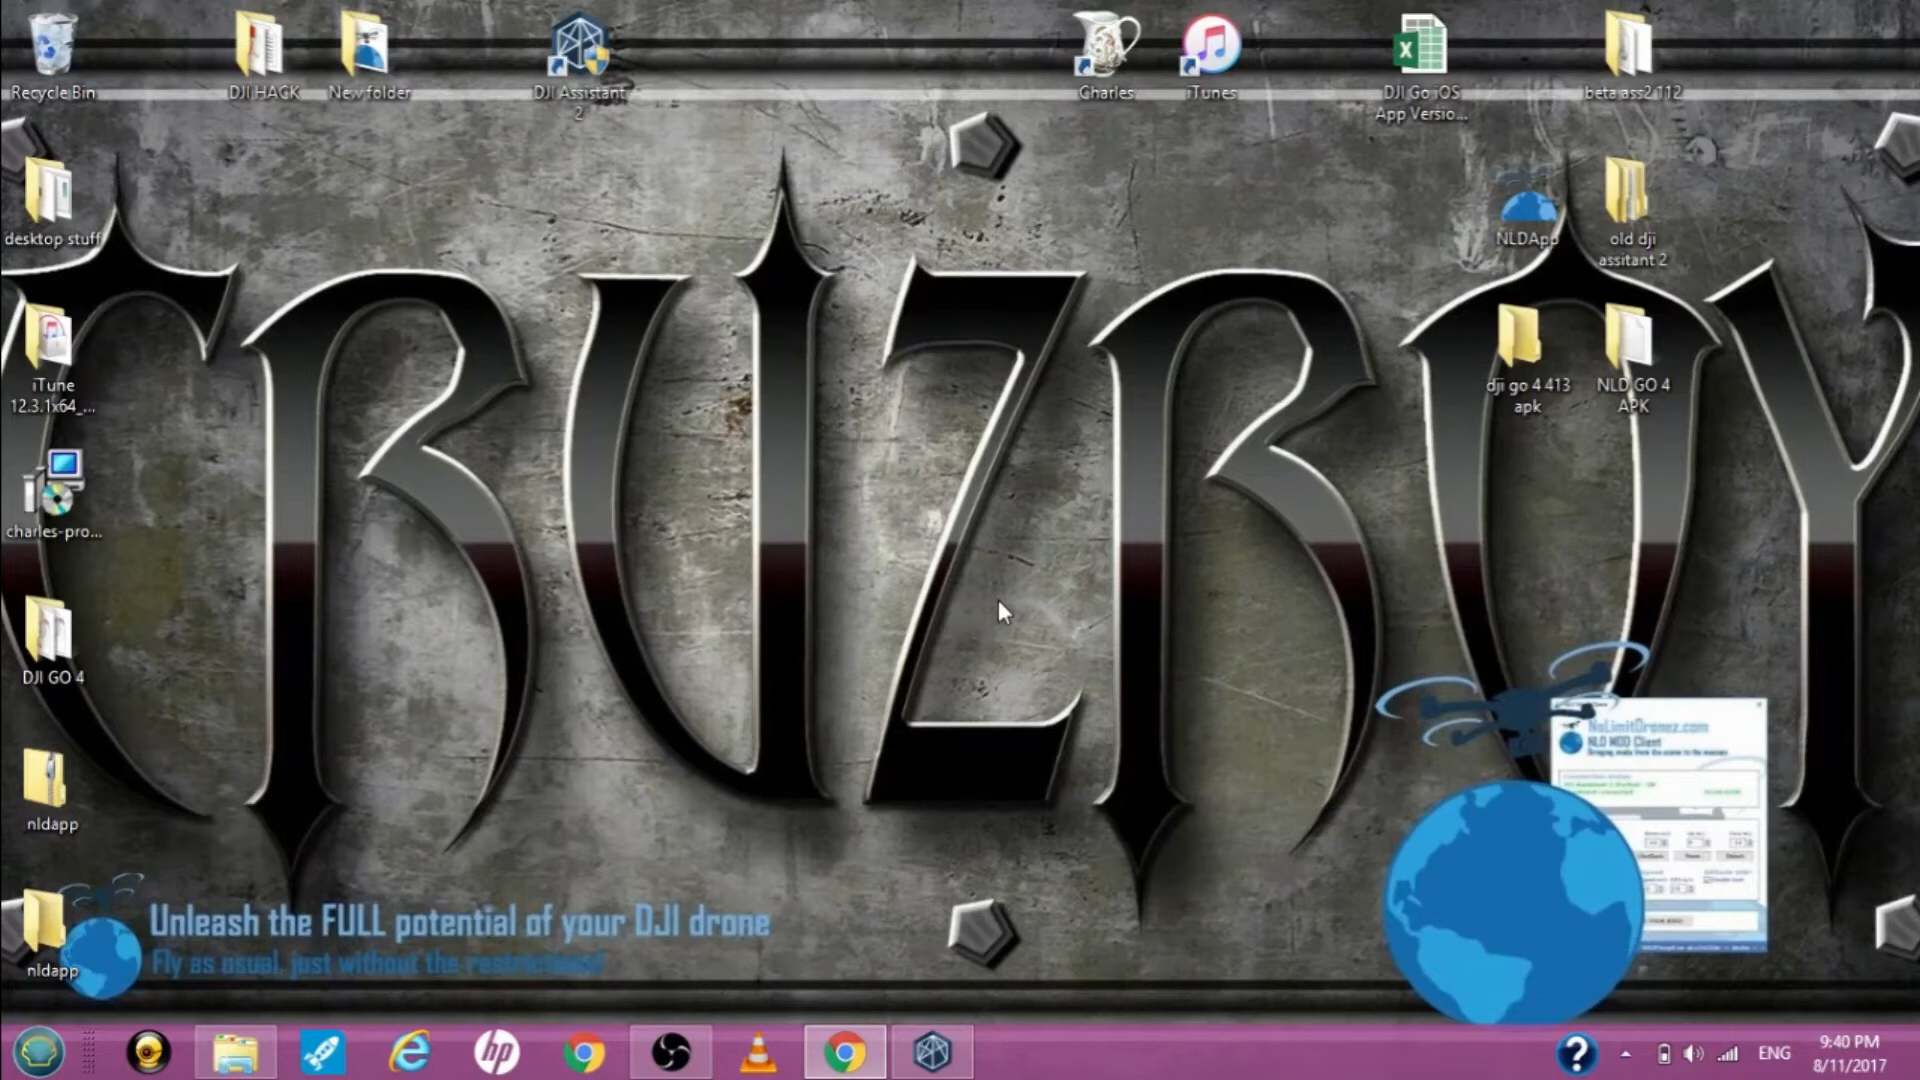 Recycle Bin
DJI HACK
New folder
DJI Assistant
2
Charles
iTunes
DJI Go iOS
App Versio...
beta ass2 112
desktop stuff
NLDApp
old dji
assitant 2
iTune
12.3.1x64_...
dji go 4 413
apk
NLD GO 4
APK
CRUZBOY
charles-pro...
DJI GO 4
NoLimitDronez.com
NLD MOD Client
nldapp
Unleash the FULL potential of your DJI drone
Fly as usual, just without the restrictions!
nldapp
hp
?
ENG
9:40 PM
8/11/2017